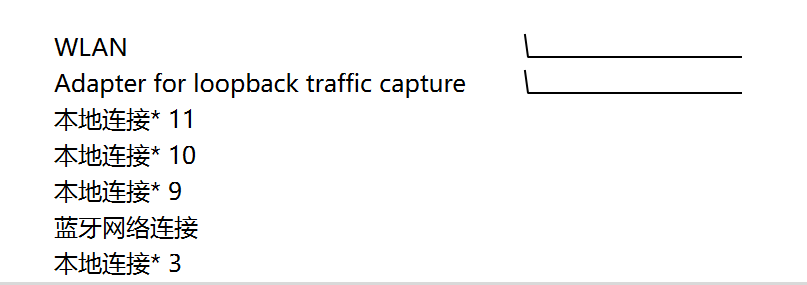 WLAN
Adapter for loopback traffic capture
本地连接* 11
本地连接* 10
本地连接* 9
蓝牙网络连接
本地连接* 3